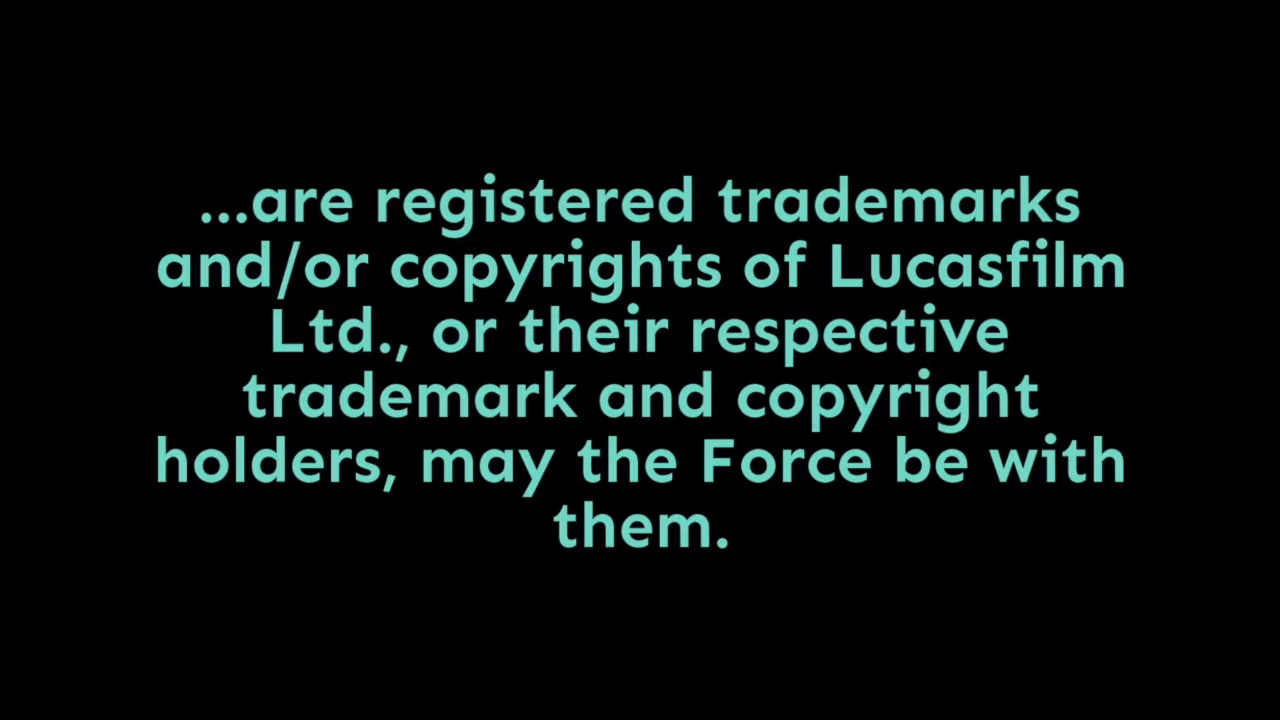 ...are registered trademarks
and/or copyrights of Lucasfilm
Ltd., or their respective
trademark and copyright
holders, may the Force be with
them.